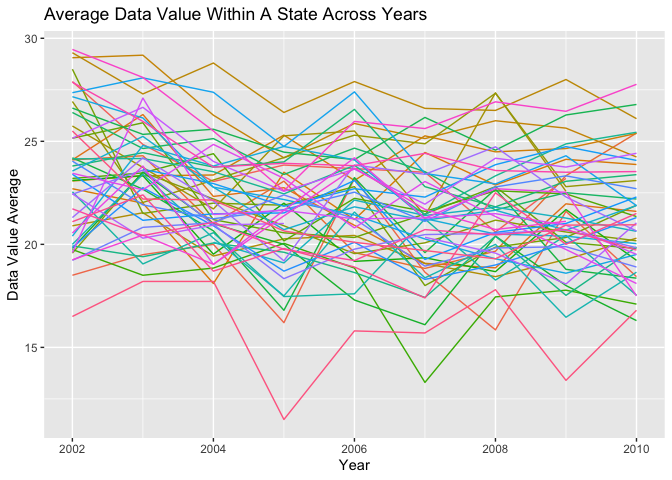 Average Data Value Within A State Across Years
30
25
20
15
Data Value Average
2002 2004 2006 2008 2010
Year